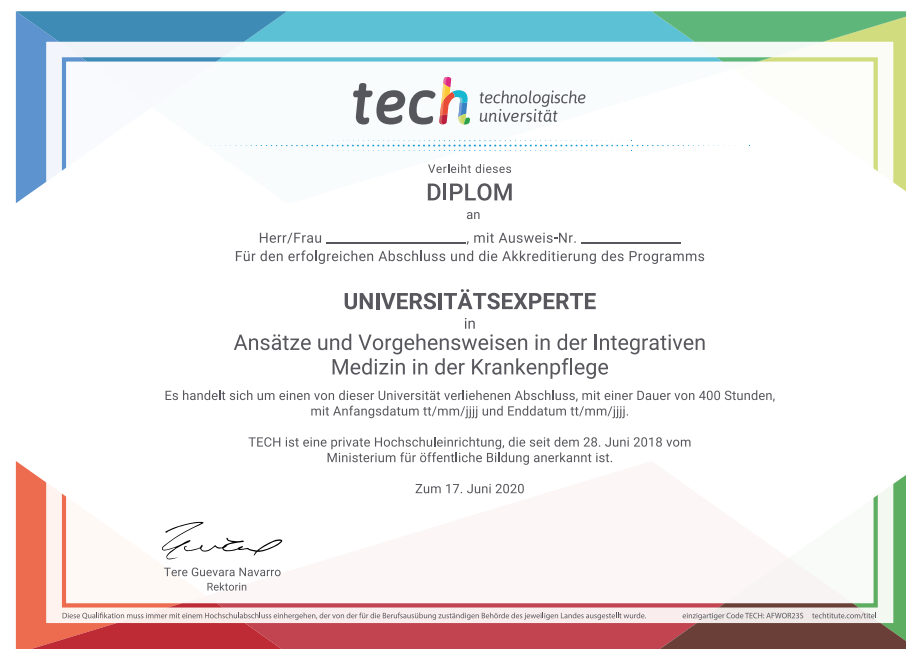 tech technologische
universität
Verleiht dieses
DIPLOM
an
Herr/Frau ____________________, mit Ausweis-Nr. ______________
Für den erfolgreichen Abschluss und die Akkreditierung des Programms
UNIVERSITÄTSEXPERTE
in
Ansätze und Vorgehensweisen in der Integrativen
Medizin in der Krankenpflege
Es handelt sich um einen von dieser Universität verliehenen Abschluss, mit einer Dauer von 400 Stunden,
mit Anfangsdatum tt/mm/jjjj und Enddatum tt/mm/jjjj.
TECH ist eine private Hochschuleinrichtung, die seit dem 28. Juni 2018 vom
Ministerium für öffentliche Bildung anerkannt ist.
Zum 17. Juni 2020
Tere Guevara Navarro
Rektorin
Diese Qualifikation muss immer mit einem Hochschulabschluss einhergehen, der von der für die Berufsausübung zuständigen Behörde des jeweiligen Landes ausgestellt wurde. einzigartiger Code TECH: AFWOR235 techtitute.com/titel